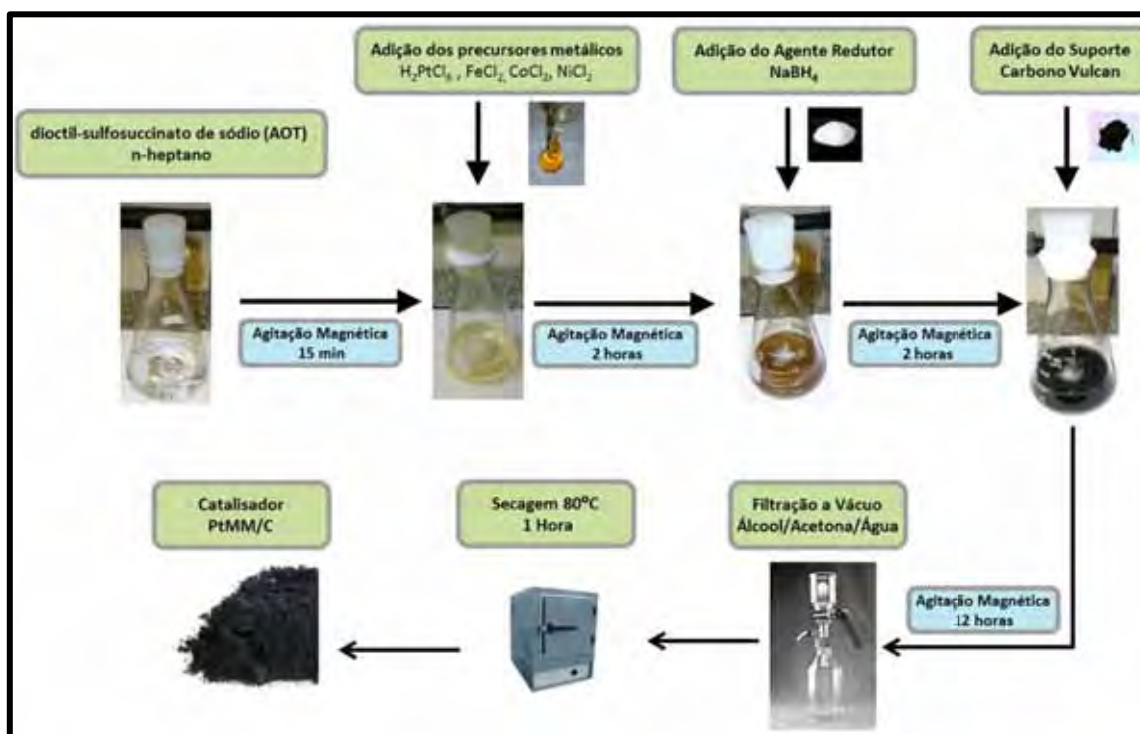 dioctil-sulfosuccinato de sódio (AOT)
n-heptano
Agitação Magnética
15 min
Adição dos precursores metálicos
H₂PtCl₆ , FeCl₂, CoCl₂, NiCl₂
Agitação Magnética
2 horas
Adição do Agente Redutor
NaBH₄
Agitação Magnética
2 horas
Adição do Suporte
Carbono Vulcan
Agitação Magnética
12 horas
Filtração a Vácuo
Álcool/Acetona/Água
Secagem 80°C
1 Hora
Catalisador
PtMM/C